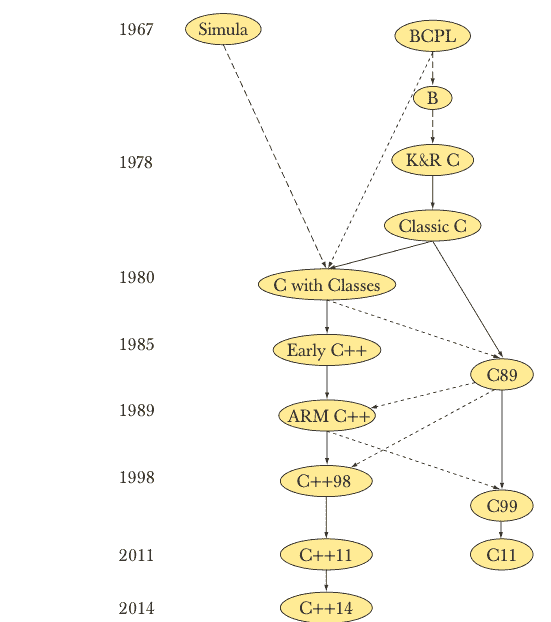 1967 Simula BCPL
B
1978 K&R C
Classic C
1980 C with Classes
1985 Early C++
C89
1989 ARM C++
1998 C++98
C99
2011 C++11 C11
2014 C++14